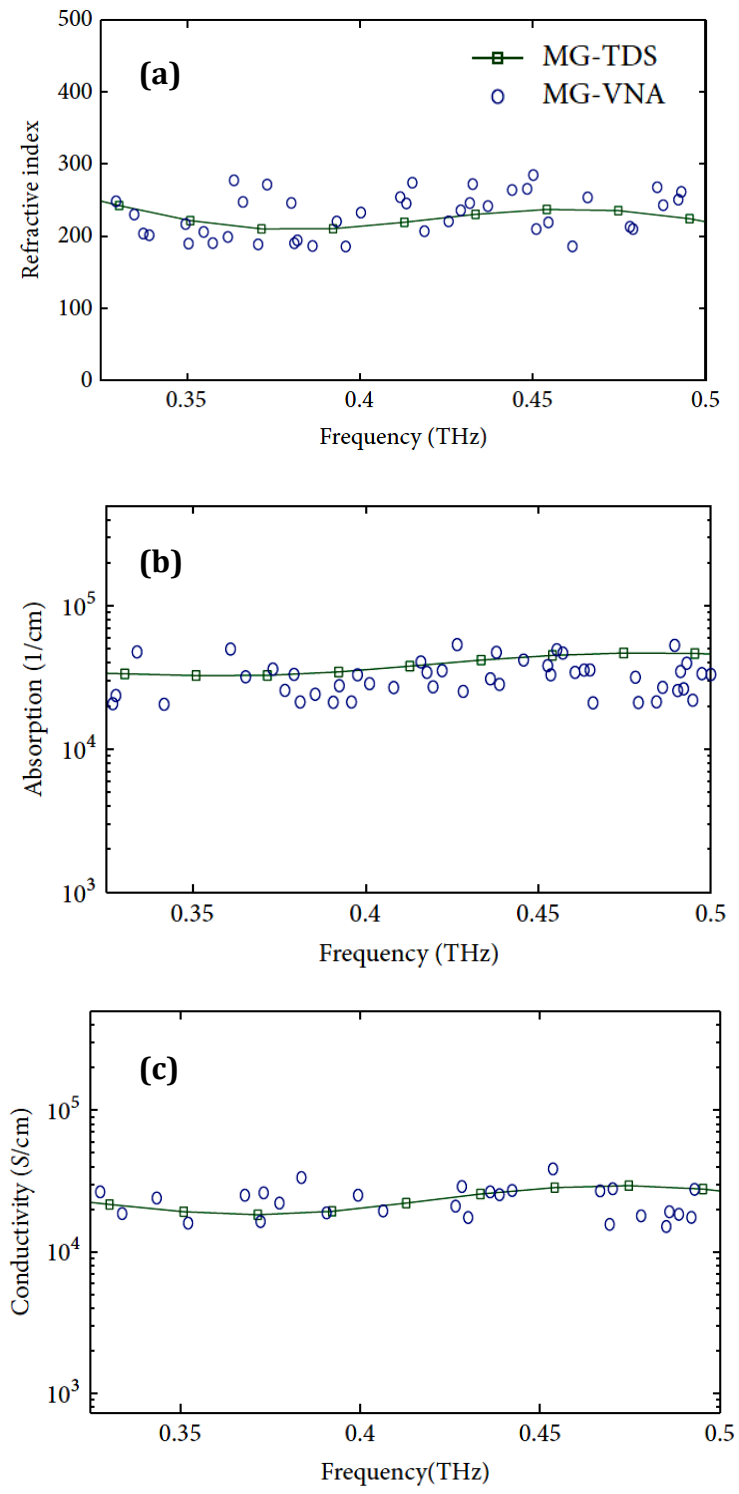 500
(a)
MG-TDS
MG-VNA
400
300
200
100
0
Refractive index
0.35 0.4 0.45 0.5
Frequency (THz)
(b)
10^5
10^4
10^3
Absorption (1/cm)
0.35 0.4 0.45 0.5
Frequency (THz)
(c)
10^5
10^4
10^3
Conductivity (S/cm)
0.35 0.4 0.45 0.5
Frequency(THz)